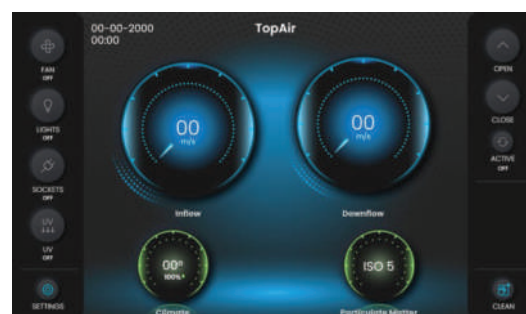 00-00-2000
00:00
TopAir
FAN
OFF
LIGHTS
OFF
SOCKETS
OFF
UV
UV
OFF
SETTINGS
00
m/s
Inflow
00
m/s
Downflow
00°
100%
Climate
ISO 5
Particulate Matter
OPEN
CLOSE
ACTIVE
OFF
CLEAN